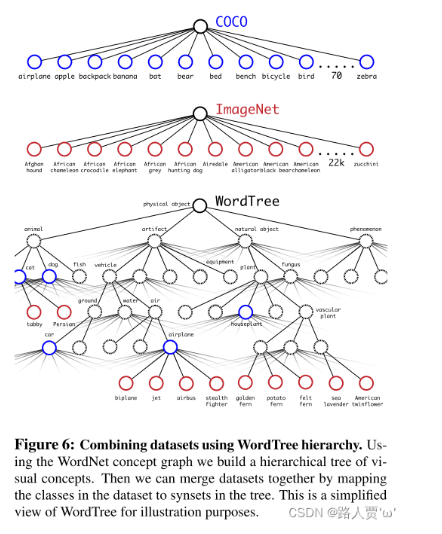 COCO
airplane apple backpack banana bat bear bed bench bicycle bird 70 zebra
ImageNet
Afghan hound African chameleon African crocodile African elephant African grey African hunting dog Airedale American alligator American black bear American chameleon 22k zucchini
WordTree
physical object
animal artifact natural object phenomenon
cat dog fish vehicle equipment plant fungus
ground water air
tabby Persian houseplant vascular plant
car airplane
biplane jet airbus stealth fighter golden fern potato fern felt fern sea lavender American twinflower
Figure 6: Combining datasets using WordTree hierarchy. Us-
ing the WordNet concept graph we build a hierarchical tree of vi-
sual concepts. Then we can merge datasets together by mapping
the classes in the dataset to synsets in the tree. This is a simplified
view of WordTree for illustration purposes.
CSDN @路人贾'ω'